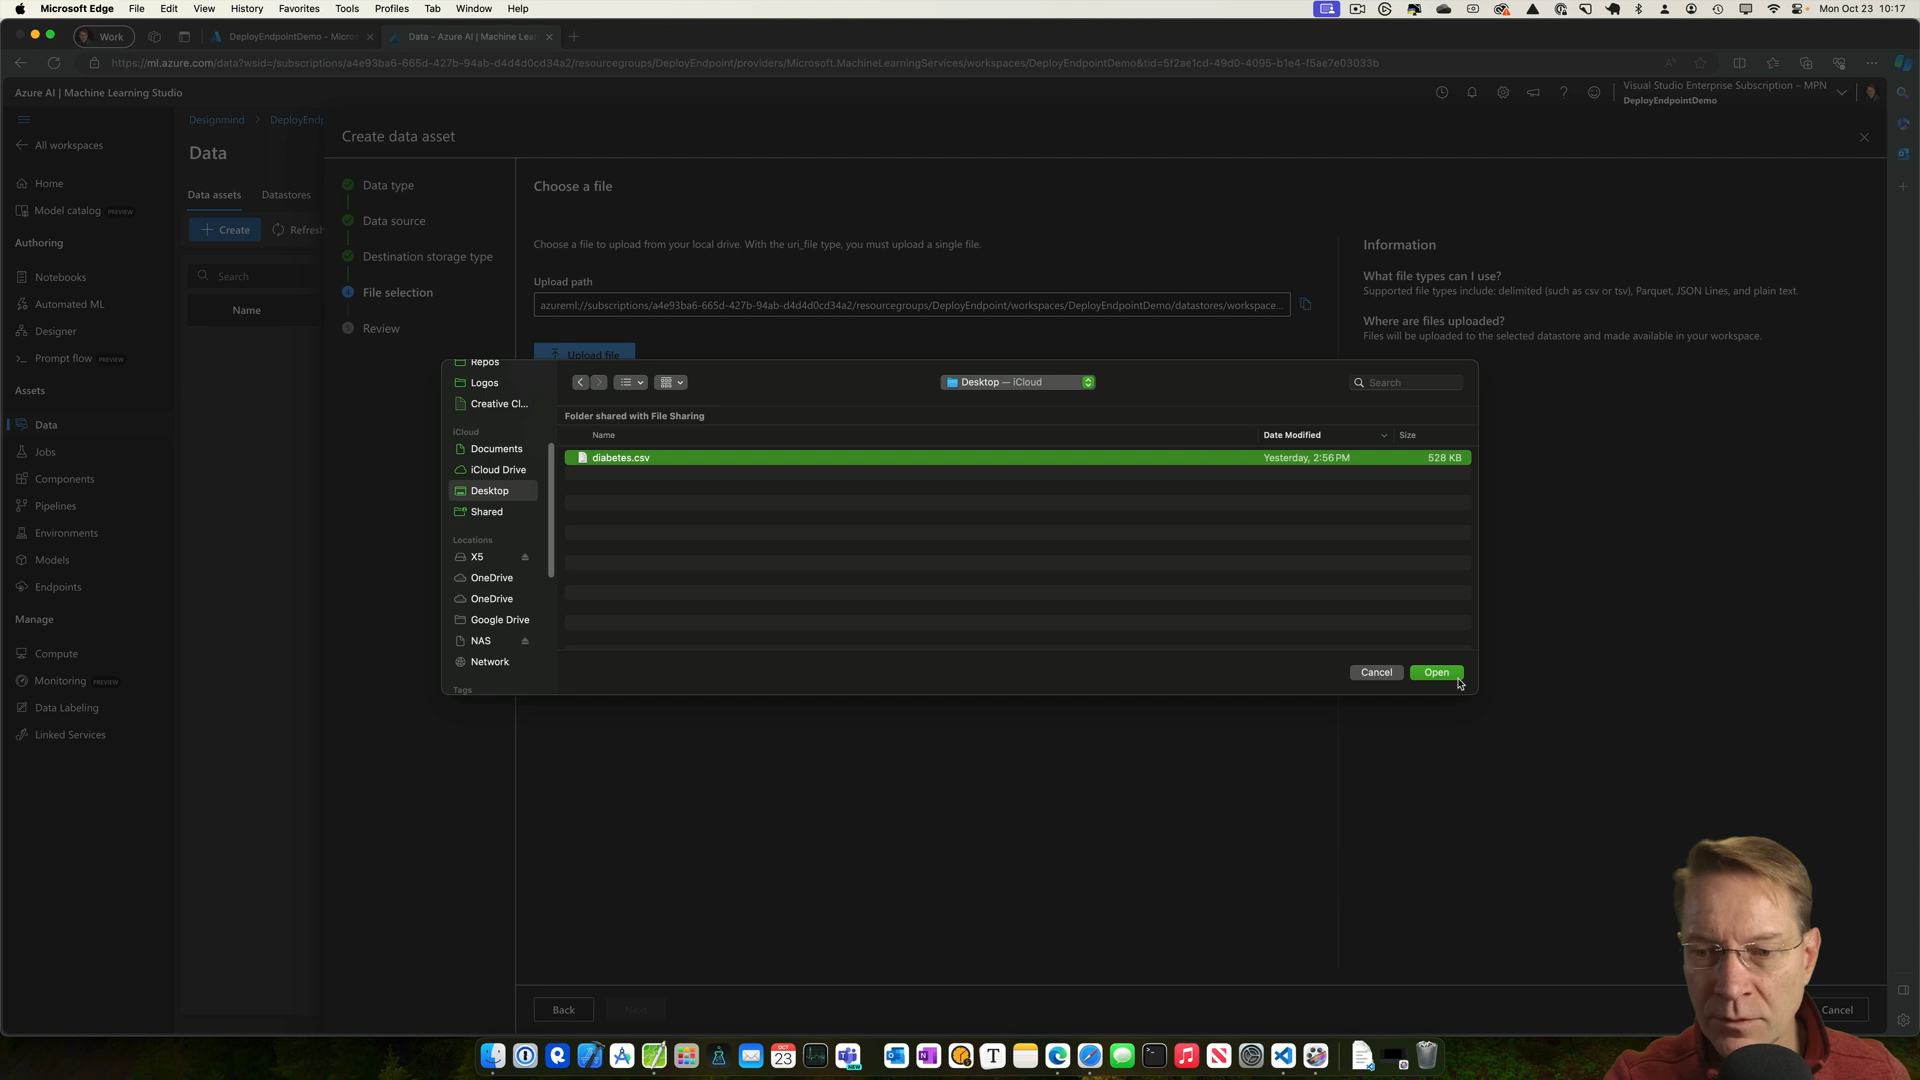 Microsoft Edge File Edit View History Favorites Tools Profiles Tab Window Help
Mon Oct 23 10:17
Work
DeployEndpointDemo - Micros
Data - Azure AI | Machine Lear
https://ml.azure.com/data?wsid=/subscriptions/a4e93ba6-665d-427b-94ab-d4d4d0cd34a2/resourcegroups/DeployEndpoint/providers/Microsoft.MachineLearningServices/workspaces/DeployEndpointDemo&tid=5f2ae1cd-49d0-4095-b1e4-f5ae7e03033b
Azure AI | Machine Learning Studio
Visual Studio Enterprise Subscription – MPN
DeployEndpointDemo
All workspaces
Home
Model catalog PREVIEW
Authoring
Notebooks
Automated ML
Designer
Prompt flow PREVIEW
Assets
Data
Jobs
Components
Pipelines
Environments
Models
Endpoints
Manage
Compute
Monitoring PREVIEW
Data Labeling
Linked Services
Designmind > DeployEnd
Data
Data assets Datastores
Create Refresh
Search
Name
Create data asset
Data type
Data source
Destination storage type
4 File selection
5 Review
Choose a file
Choose a file to upload from your local drive. With the uri_file type, you must upload a single file.
Upload path
azureml://subscriptions/a4e93ba6-665d-427b-94ab-d4d4d0cd34a2/resourcegroups/DeployEndpoint/workspaces/DeployEndpointDemo/datastores/workspace...
Upload file
Information
What file types can I use?
Supported file types include: delimited (such as csv or tsv), Parquet, JSON Lines, and plain text.
Where are files uploaded?
Files will be uploaded to the selected datastore and made available in your workspace.
Repos
Logos
Creative Cl...
iCloud
Documents
iCloud Drive
Desktop
Shared
Locations
X5
OneDrive
OneDrive
Google Drive
NAS
Network
Tags
Desktop — iCloud
Search
Folder shared with File Sharing
Name Date Modified Size
diabetes.csv Yesterday, 2:56 PM 528 KB
Cancel Open
Back Next
Cancel
OCT
23
NEW